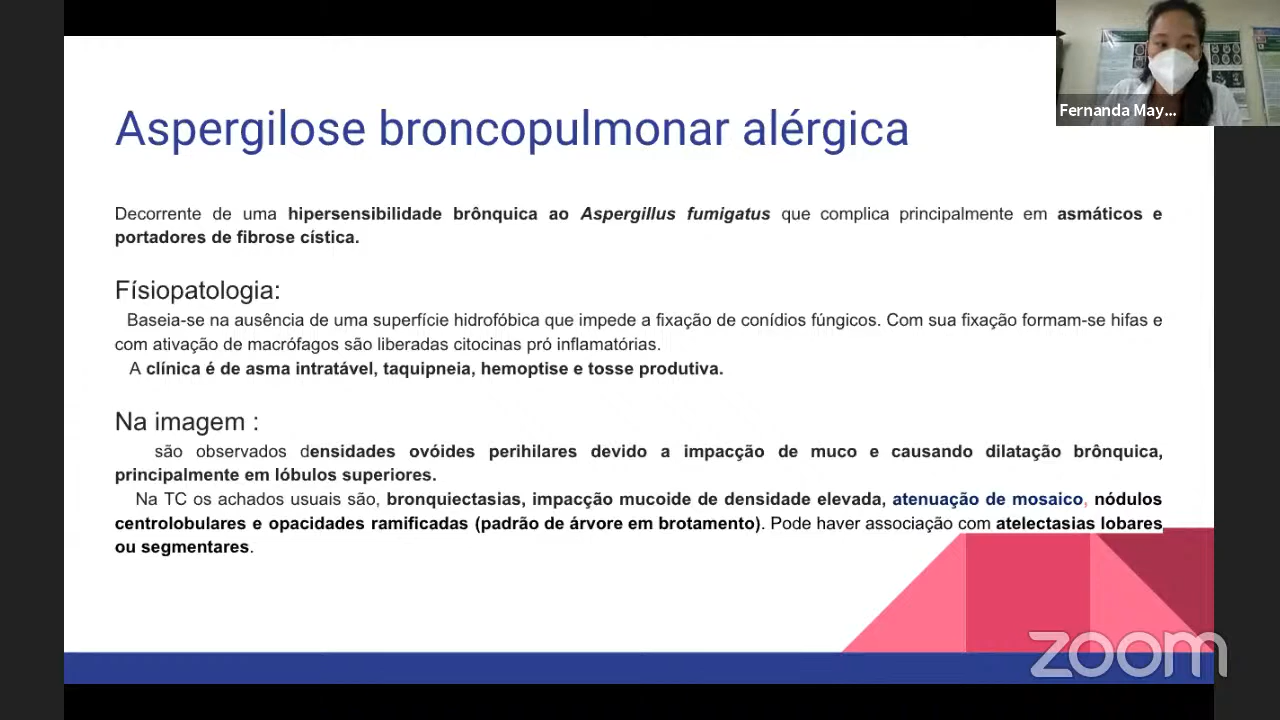 Aspergilose broncopulmonar alérgica
Fernanda May...
Decorrente de uma hipersensibilidade brônquica ao Aspergillus fumigatus que complica principalmente em asmáticos e
portadores de fibrose cística.
Físiopatologia:
Baseia-se na ausência de uma superfície hidrofóbica que impede a fixação de conídios fúngicos. Com sua fixação formam-se hifas e
com ativação de macrófagos são liberadas citocinas pró inflamatórias.
A clínica é de asma intratável, taquipneia, hemoptise e tosse produtiva.
Na imagem :
são observados densidades ovóides perihilares devido a impacção de muco e causando dilatação brônquica,
principalmente em lóbulos superiores.
Na TC os achados usuais são, bronquiectasias, impacção mucoide de densidade elevada, atenuação de mosaico, nódulos
centrolobulares e opacidades ramificadas (padrão de árvore em brotamento). Pode haver associação com atelectasias lobares
ou segmentares.
zoom